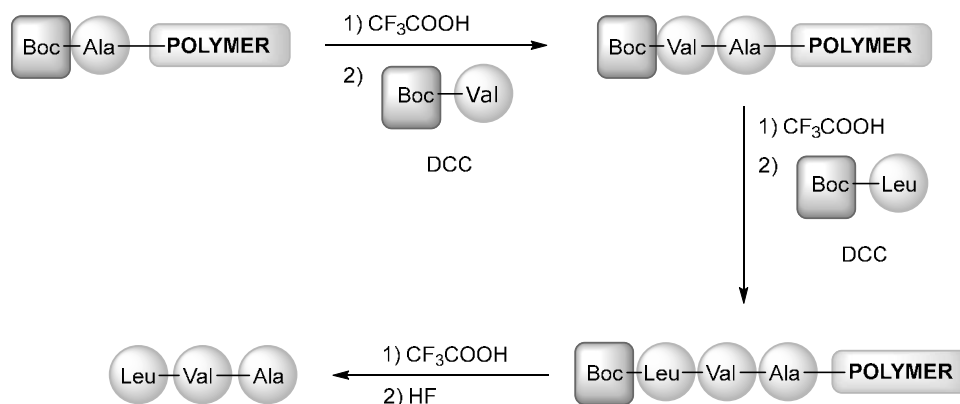 Boc Ala POLYMER
1) CF₃COOH
2) Boc Val
DCC
Boc Val Ala POLYMER
1) CF₃COOH
2) Boc Leu
DCC
Boc Leu Val Ala POLYMER
1) CF₃COOH
2) HF
Leu Val Ala